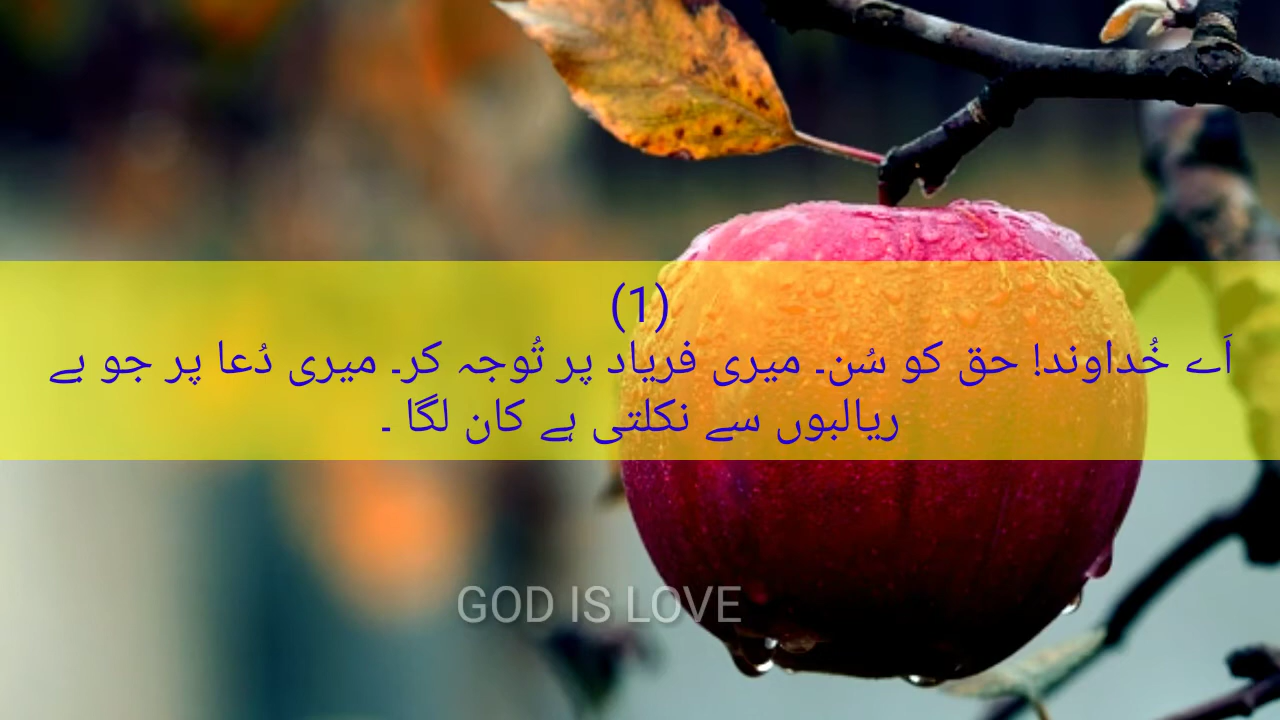 (1)
اَے خُداوند! حق کو سُن۔ میری فریاد پر تُوجہ کر۔ میری دُعا پر جو بے
ریالبوں سے نکلتی ہے کان لگا ۔
GOD IS LOVE